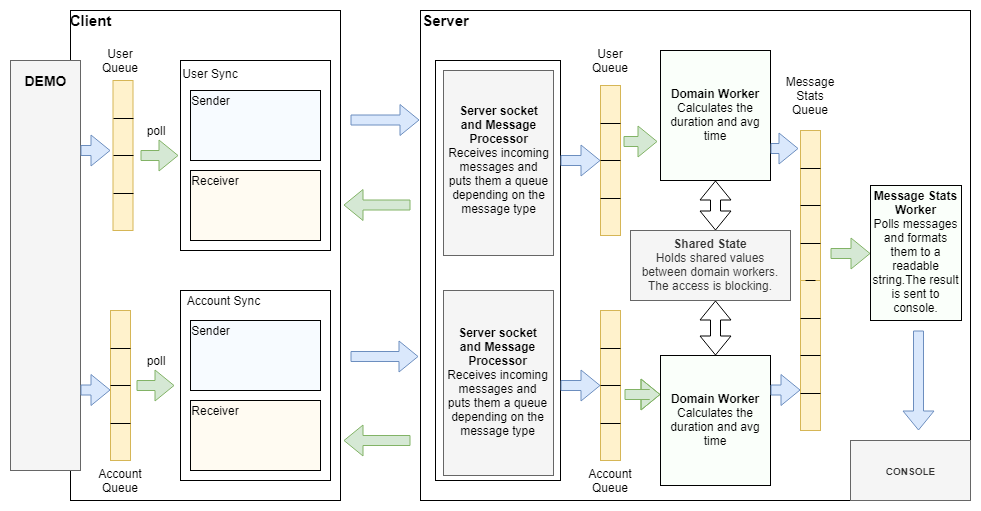 Client
DEMO
User
Queue
poll
User Sync
Sender
Receiver
Account Sync
Sender
Receiver
poll
Account
Queue
Server
Server socket
and Message
Processor
Receives incoming
messages and
puts them a queue
depending on the
message type
Server socket
and Message
Processor
Receives incoming
messages and
puts them a queue
depending on the
message type
User
Queue
Account
Queue
Domain Worker
Calculates the
duration and avg
time
Shared State
Holds shared values
between domain workers.
The access is blocking.
Domain Worker
Calculates the
duration and avg
time
Message
Stats
Queue
Message Stats
Worker
Polls messages
and formats
them to a
readable
string.The result
is sent to
console.
CONSOLE